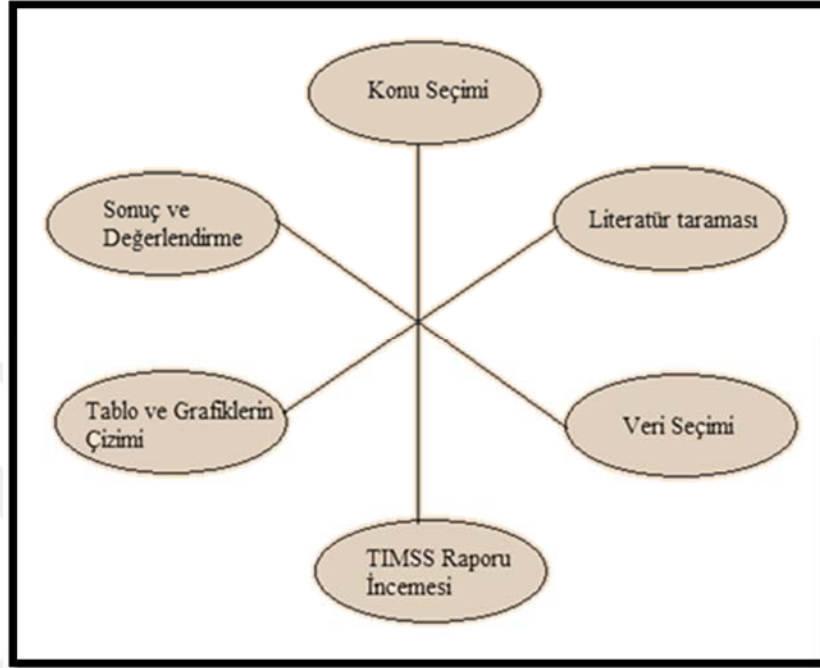 Konu Seçimi
Literatür taraması
Veri Seçimi
TIMSS Raporu
İncemesi
Tablo ve Grafiklerin
Çizimi
Sonuç ve
Değerlendirme